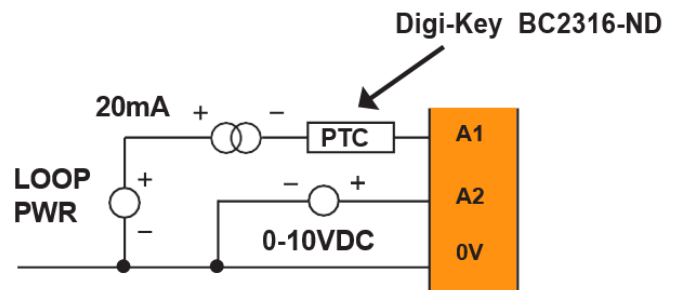 Digi-Key BC2316-ND
20mA + −
PTC
A1
LOOP
PWR
+
−
− +
A2
0-10VDC
0V